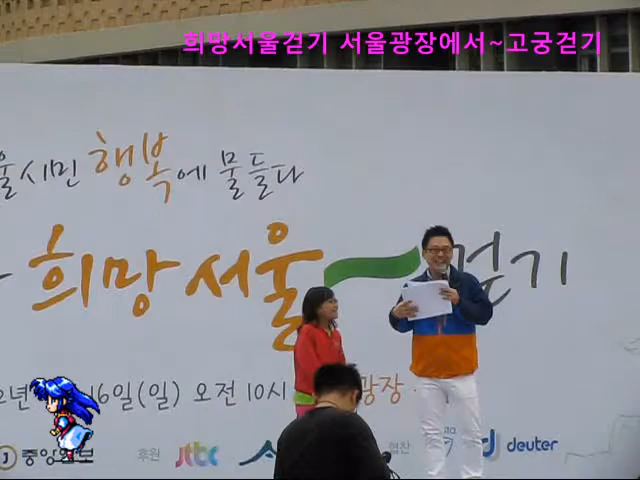 희망서울걷기 서울광장에서~고궁걷기
울시민 행복에 물들다
희망서울~걷기
16일(일) 오전 10시 광장
중앙일보 후원 jtbc 협찬 deuter